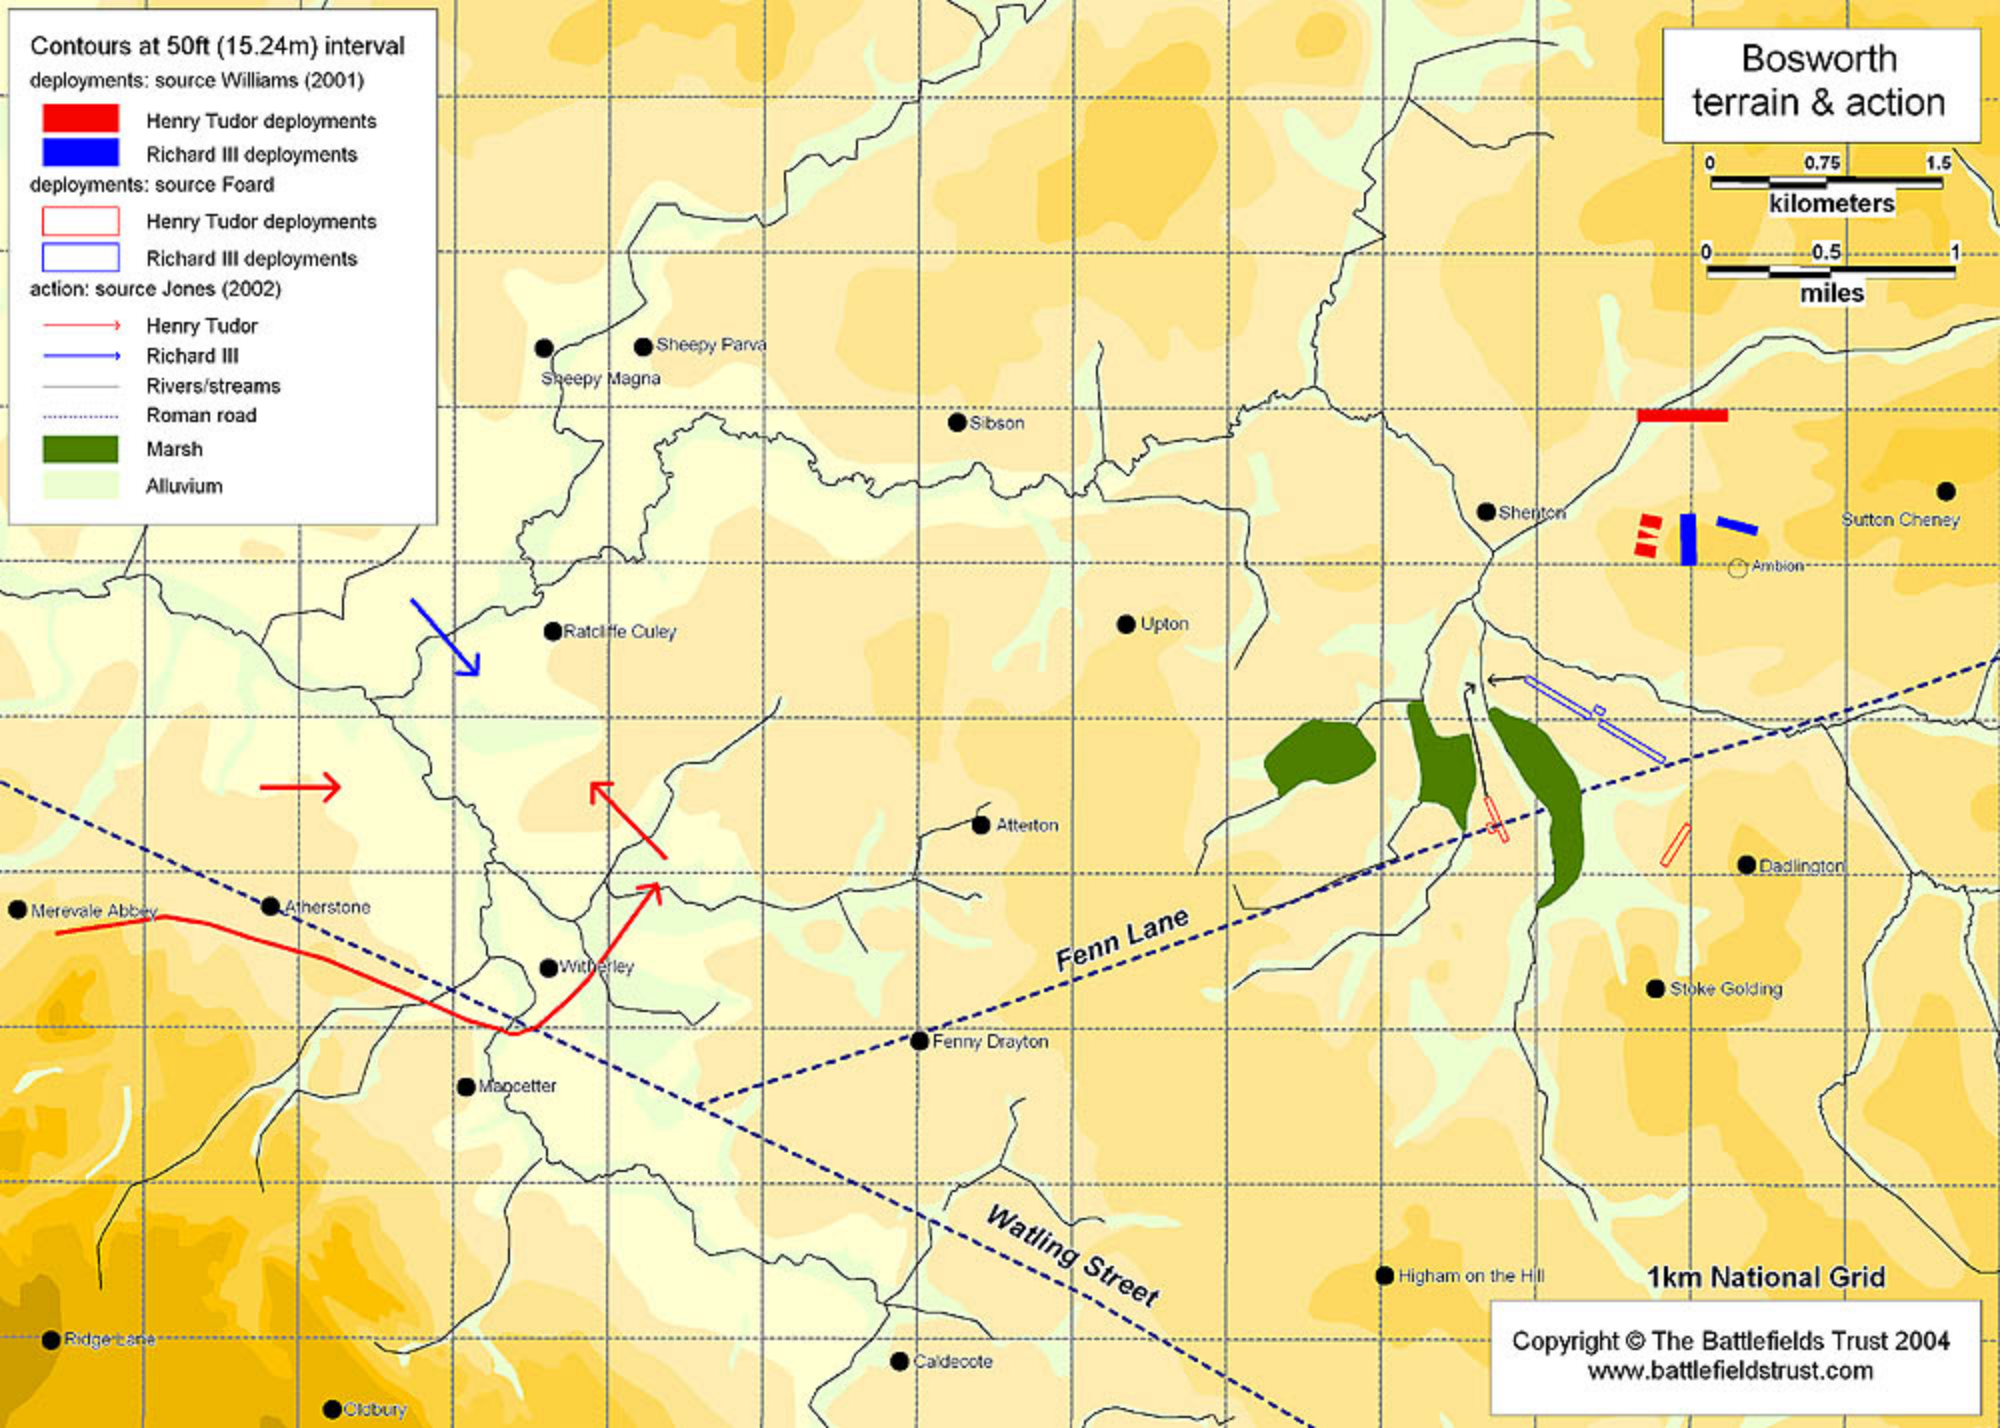 Contours at 50ft (15.24m) interval
deployments: source Williams (2001)
Henry Tudor deployments
Richard III deployments
deployments: source Foard
Henry Tudor deployments
Richard III deployments
action: source Jones (2002)
Henry Tudor
Richard III
Rivers/streams
Roman road
Marsh
Alluvium
Bosworth
terrain & action
0 0.75 1.5
kilometers
0 0.5 1
miles
Sheepy Parva
Sheepy Magna
Sibson
Shenton
Sutton Cheney
Ambion
Ratcliffe Culey
Upton
Atterton
Dadlington
Merevale Abbey
Atherstone
Fenn Lane
Witherley
Stoke Golding
Fenny Drayton
Mancetter
Watling Street
Higham on the Hill
1km National Grid
Ridge Lane
Caldecote
Oldbury
Copyright © The Battlefields Trust 2004
www.battlefieldstrust.com